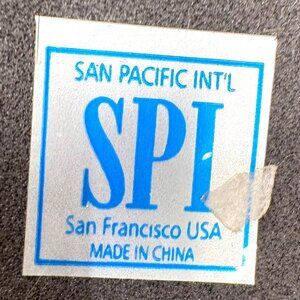 SAN PACIFIC INT'L
SPI
San Francisco USA
MADE IN CHINA